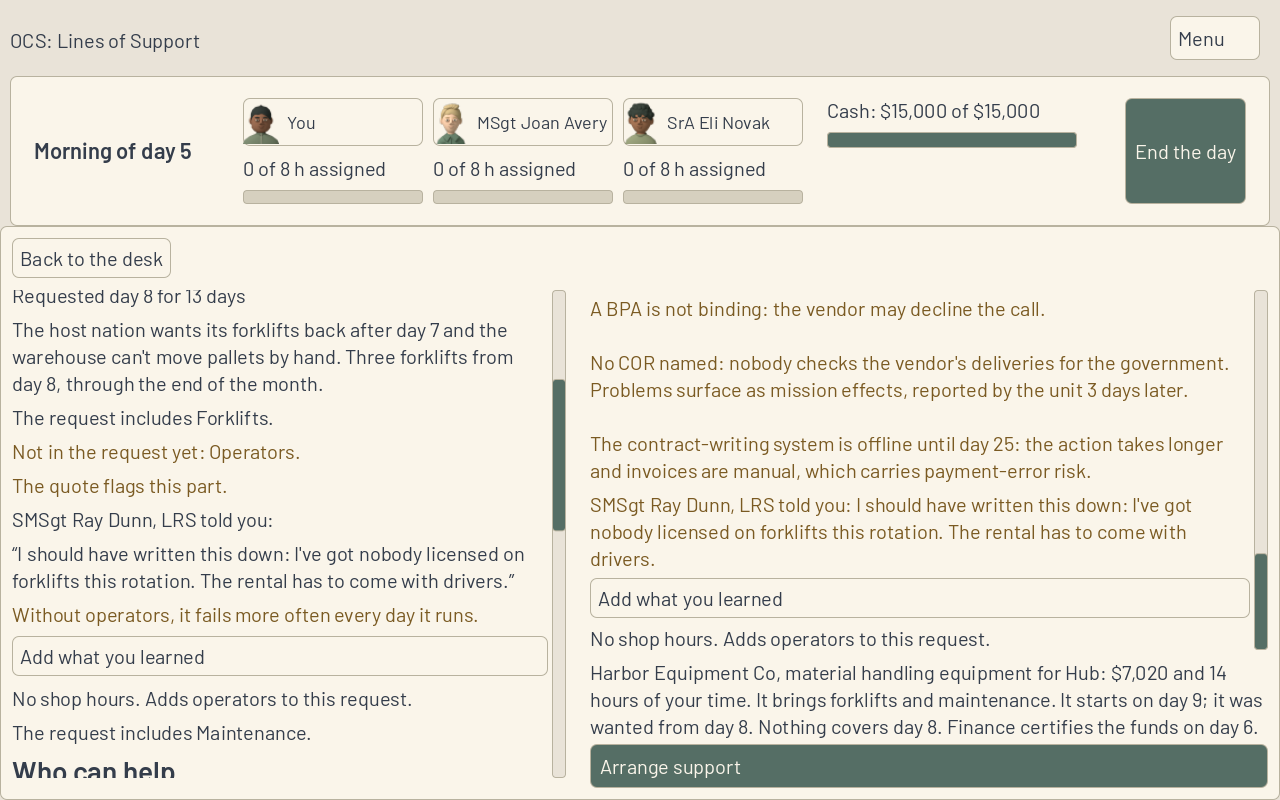 OCS: Lines of Support
Menu
Morning of day 5
You
0 of 8 h assigned
MSgt Joan Avery
0 of 8 h assigned
SrA Eli Novak
0 of 8 h assigned
Cash: $15,000 of $15,000
End the day
Back to the desk
Requested day 8 for 13 days
The host nation wants its forklifts back after day 7 and the
warehouse can't move pallets by hand. Three forklifts from
day 8, through the end of the month.
The request includes Forklifts.
Not in the request yet: Operators.
The quote flags this part.
SMSgt Ray Dunn, LRS told you:
“I should have written this down: I've got nobody licensed on
forklifts this rotation. The rental has to come with drivers.”
Without operators, it fails more often every day it runs.
Add what you learned
No shop hours. Adds operators to this request.
The request includes Maintenance.
Who can help
A BPA is not binding: the vendor may decline the call.
No COR named: nobody checks the vendor's deliveries for the government.
Problems surface as mission effects, reported by the unit 3 days later.
The contract-writing system is offline until day 25: the action takes longer
and invoices are manual, which carries payment-error risk.
SMSgt Ray Dunn, LRS told you: I should have written this down: I've got
nobody licensed on forklifts this rotation. The rental has to come with
drivers.
Add what you learned
No shop hours. Adds operators to this request.
Harbor Equipment Co, material handling equipment for Hub: $7,020 and 14
hours of your time. It brings forklifts and maintenance. It starts on day 9; it was
wanted from day 8. Nothing covers day 8. Finance certifies the funds on day 6.
Arrange support